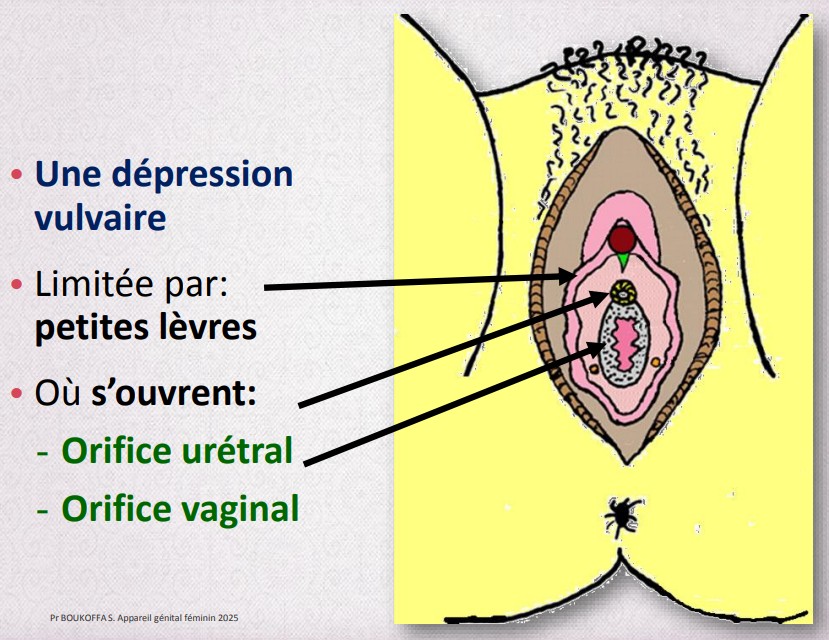 • Une dépression
vulvaire
• Limitée par:
petites lèvres
• Où s’ouvrent:
- Orifice urétral
- Orifice vaginal
Pr BOUKOFFA S. Appareil génital féminin 2025